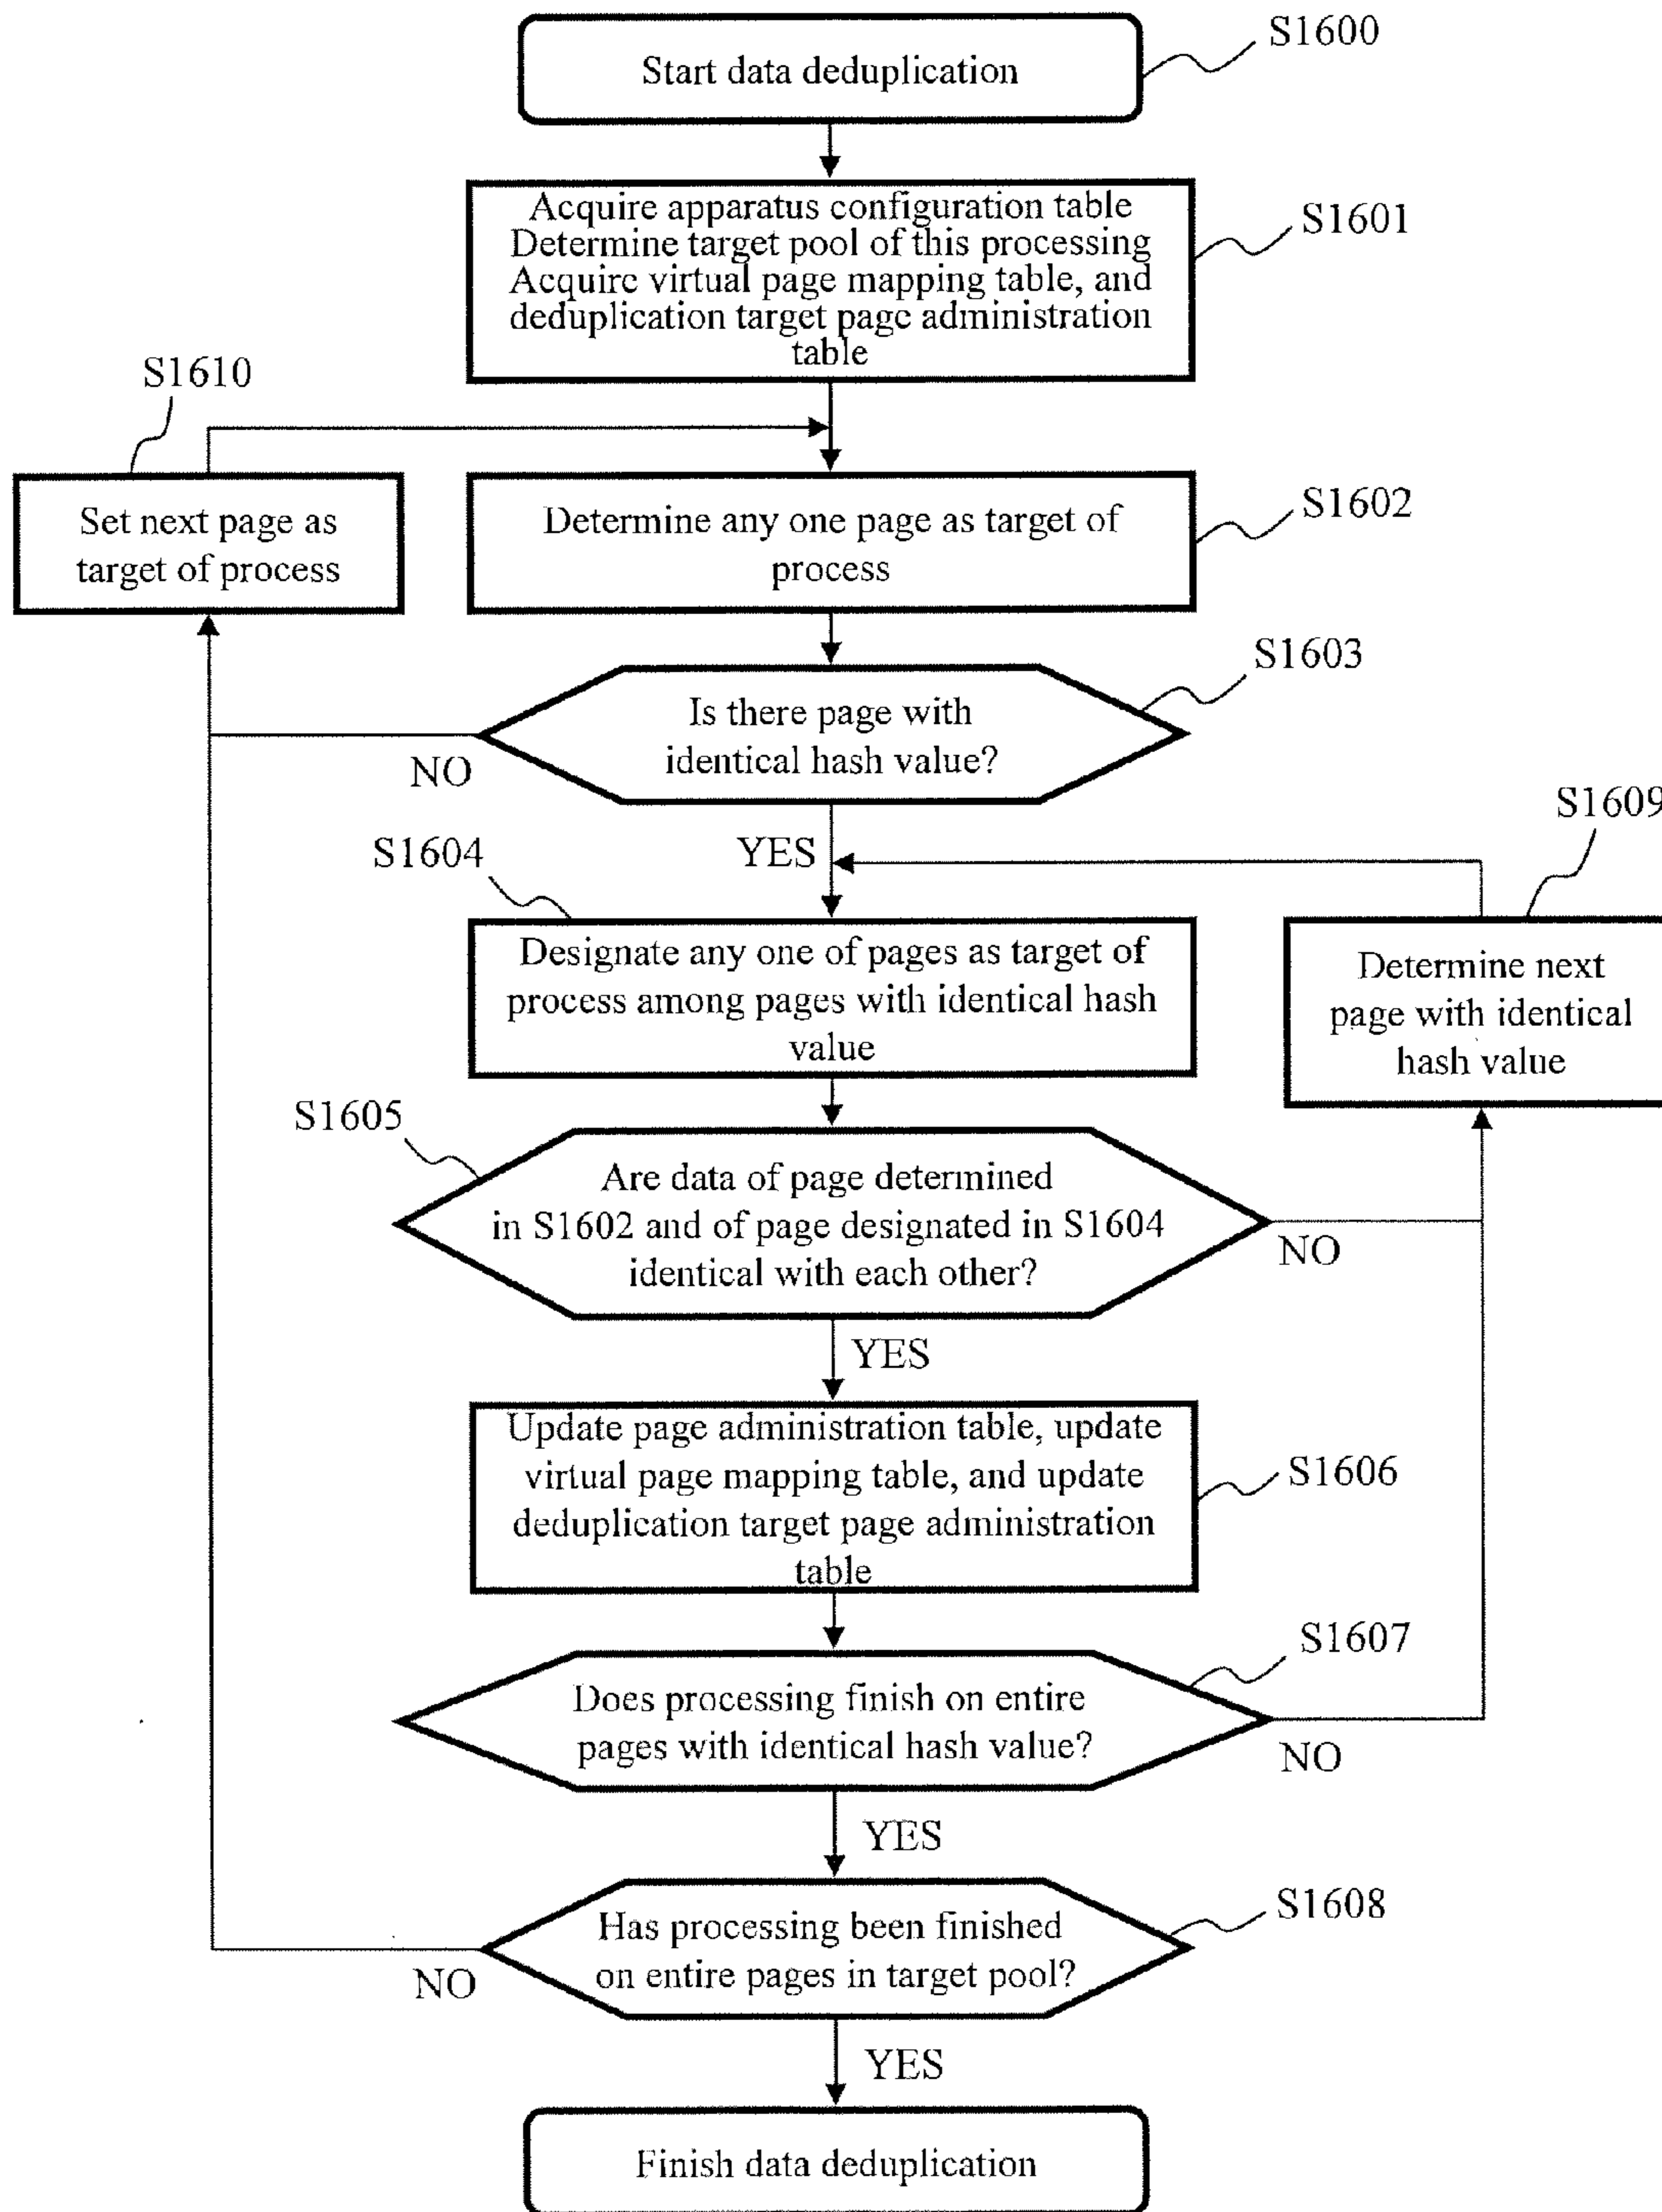 Start data deduplication
S1600
Acquire apparatus configuration table
Determine target pool of this processing
Acquire virtual page mapping table, and
deduplication target page administration
table
S1601
S1610
Set next page as
target of process
Determine any one page as target of
process
S1602
Is there page with
identical hash value?
S1603
NO
YES
S1604
S1609
Designate any one of pages as target of
process among pages with identical hash
value
Determine next
page with identical
hash value
S1605
Are data of page determined
in S1602 and of page designated in S1604
identical with each other?
NO
YES
Update page administration table, update
virtual page mapping table, and update
deduplication target page administration
table
S1606
S1607
Does processing finish on entire
pages with identical hash value?
NO
YES
Has processing been finished
on entire pages in target pool?
S1608
NO
YES
Finish data deduplication